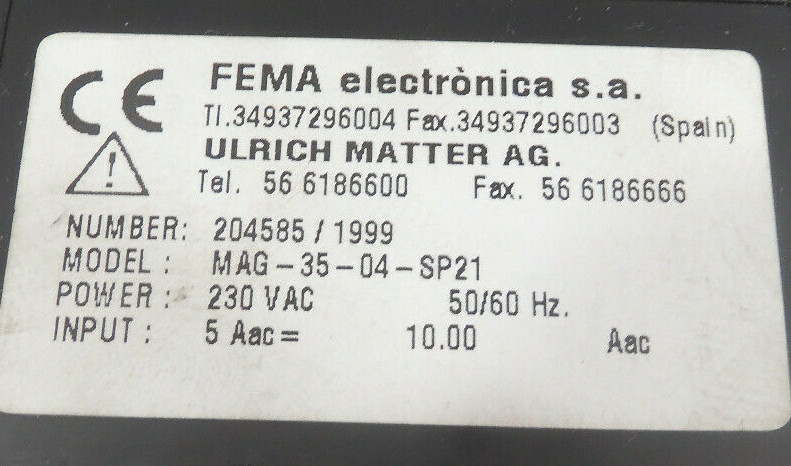 CE FEMA electrònica s.a.
Tl.34937296004 Fax.34937296003 (Spain)
ULRICH MATTER AG.
! Tel. 56 6186600 Fax. 56 6186666
NUMBER: 204585 / 1999
MODEL : MAG-35-04-SP21
POWER : 230 VAC 50/60 Hz.
INPUT : 5 Aac = 10.00 Aac